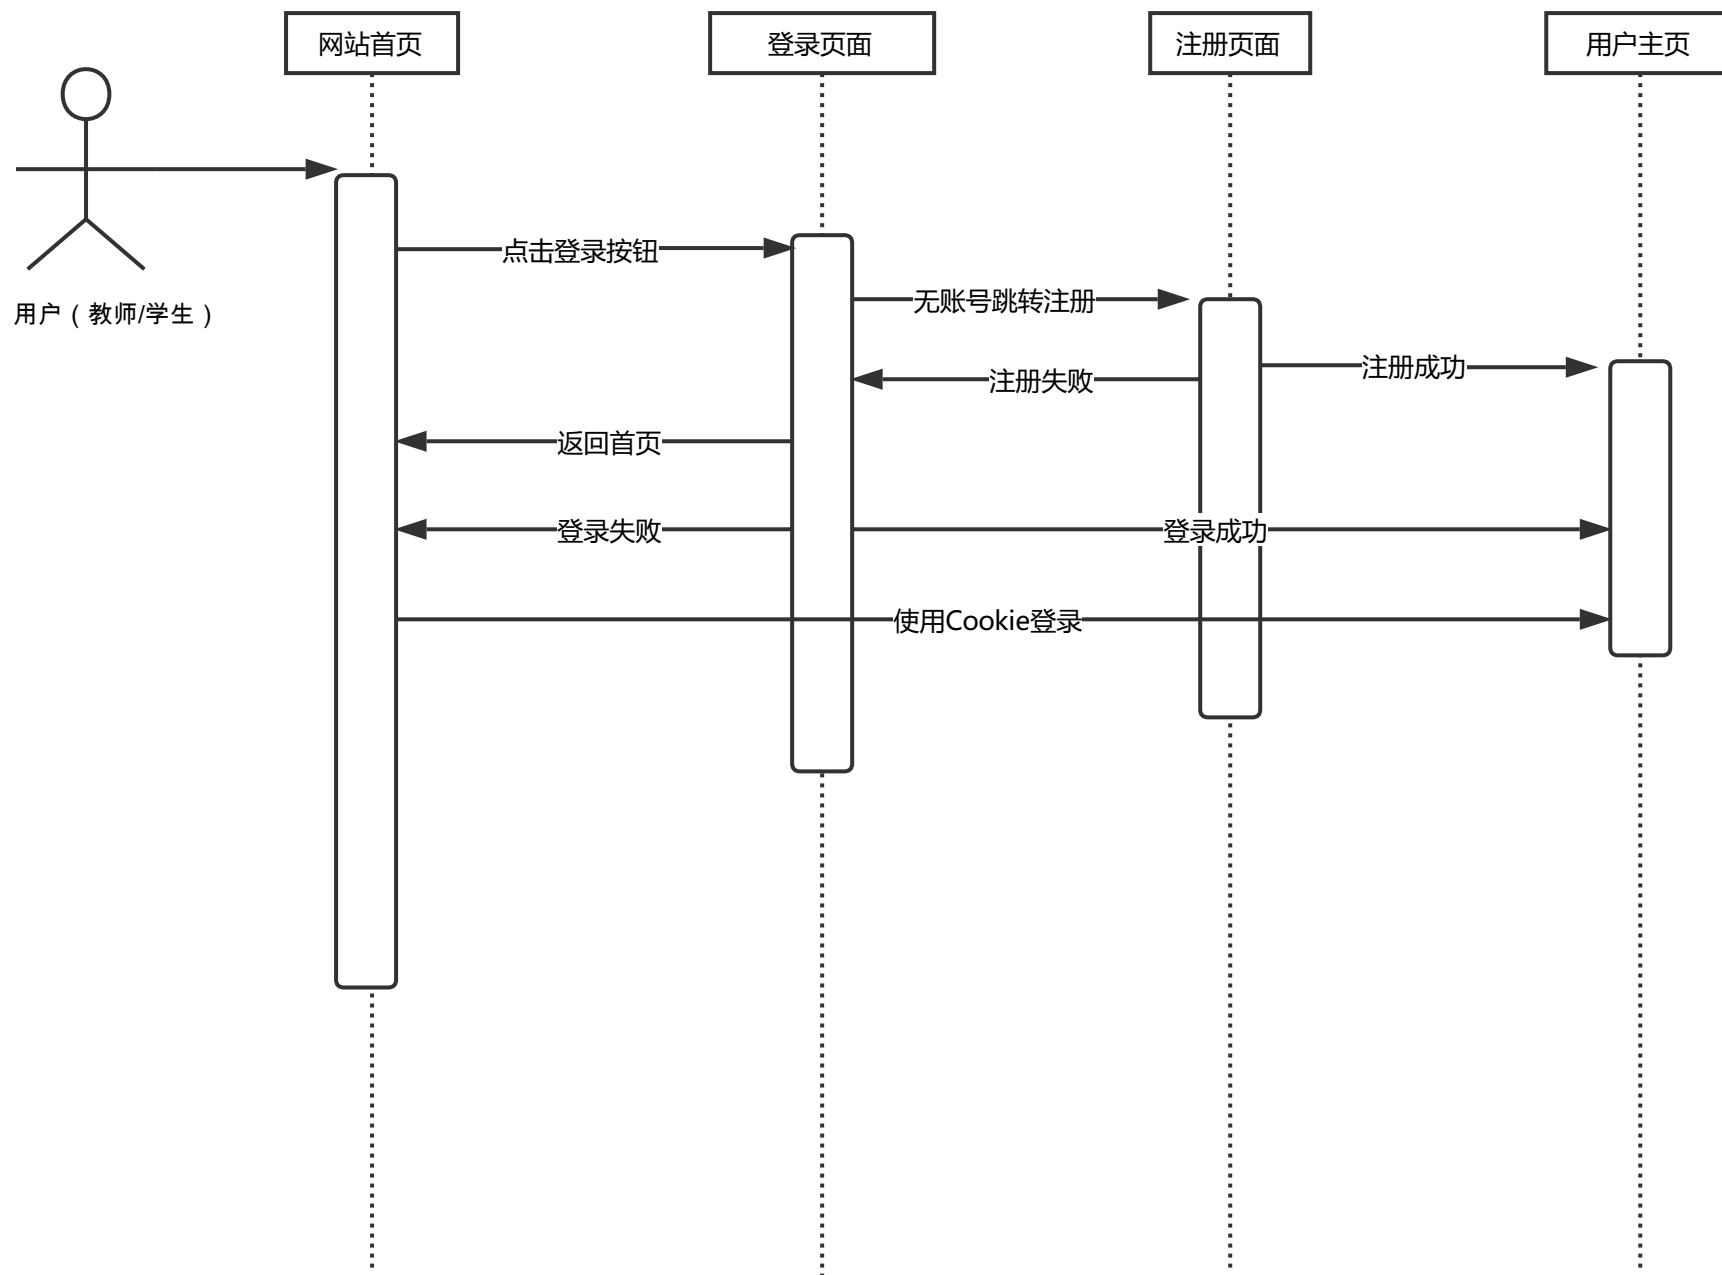 网站首页
登录页面
注册页面
用户主页
点击登录按钮
无账号跳转注册
用户（教师/学生）
注册成功
注册失败
返回首页
登录失败
登录成功
使用Cookie登录